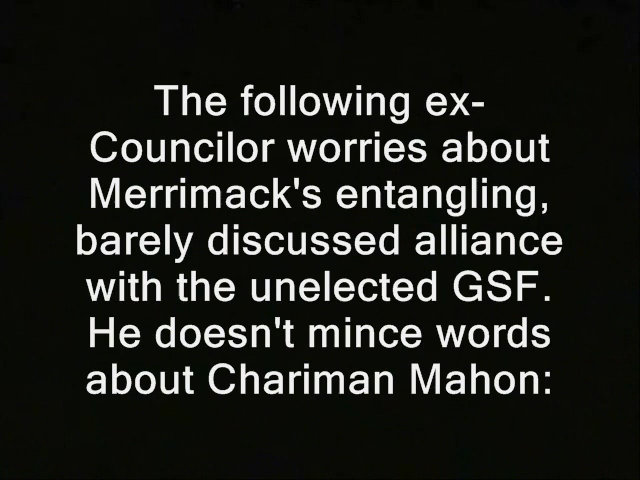 The following ex-
Councilor worries about
Merrimack's entangling,
barely discussed alliance
with the unelected GSF.
He doesn't mince words
about Chariman Mahon: